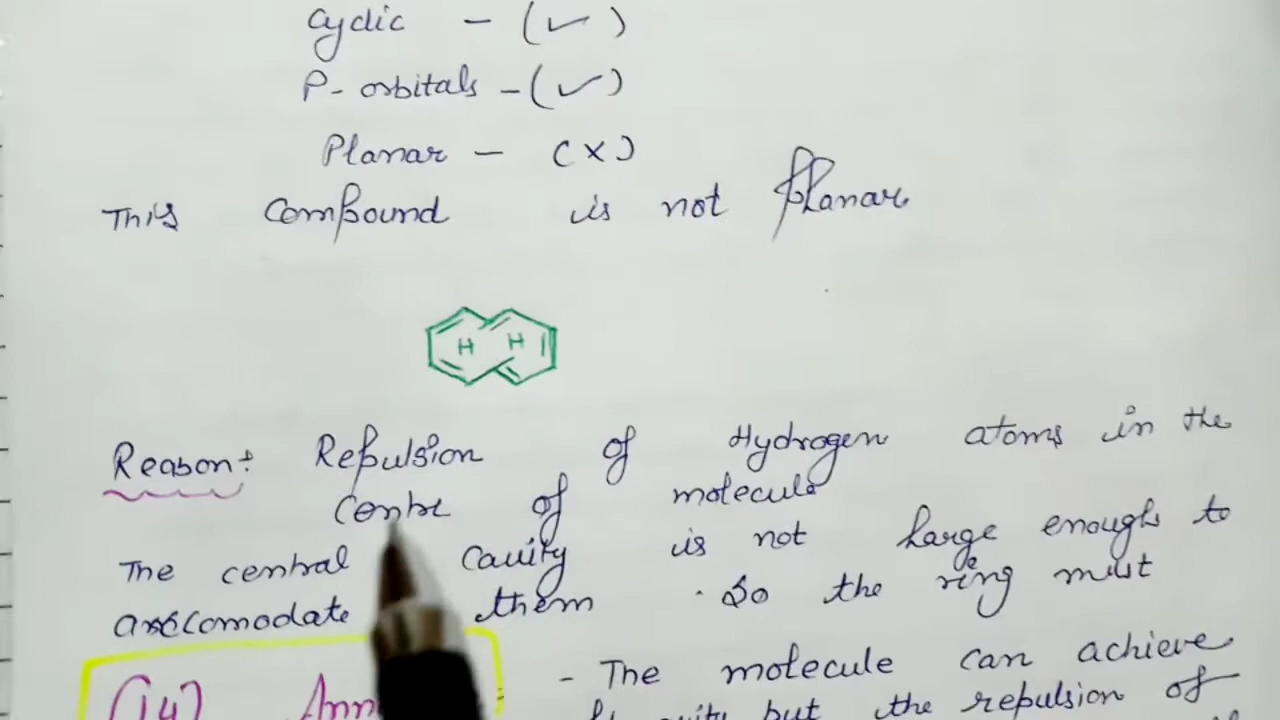 Cyclic - (✓)
P-orbitals - (✓)
Planar - (X)
This compound is not planar
H H
Reason: Repulsion of Hydrogen atoms in the
centre of molecule
The central cavity is not large enough to
accomodate them. So the ring must
(14) Ann - The molecule can achieve
but the repulsion of